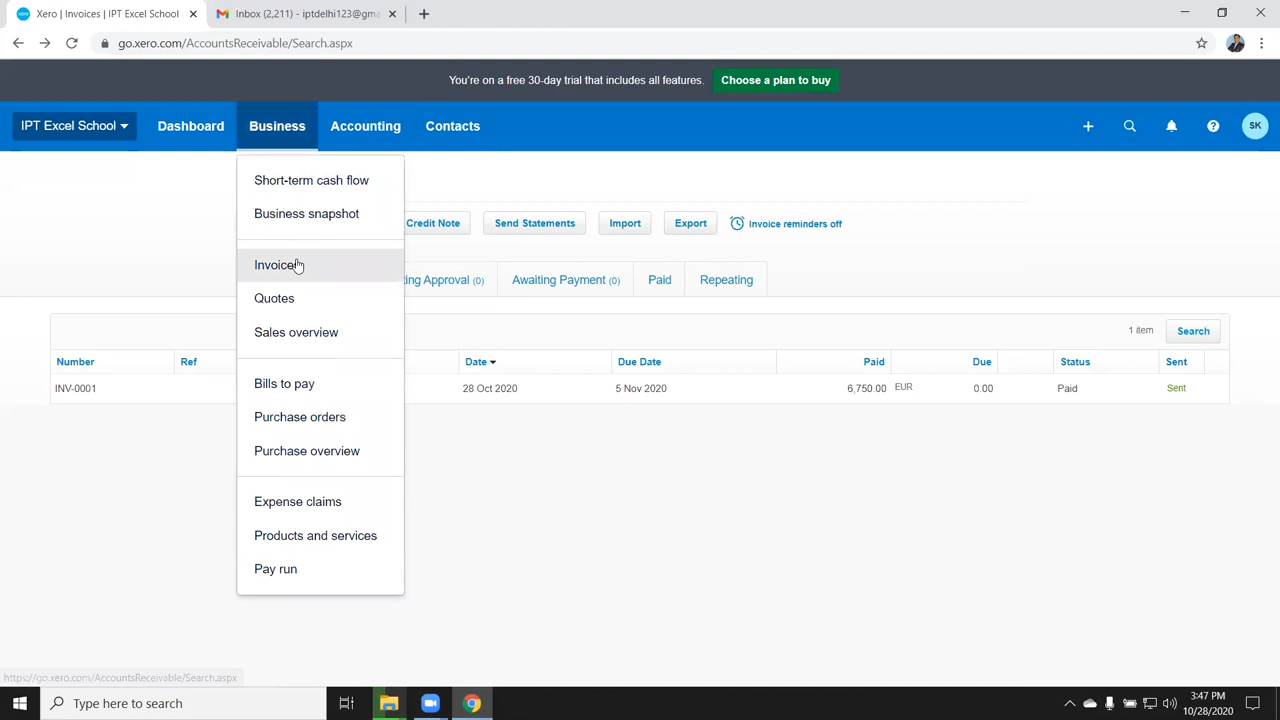 Xero | Invoices | IPT Excel School
Inbox (2,211) - iptdelhi123@gma
go.xero.com/AccountsReceivable/Search.aspx
You're on a free 30-day trial that includes all features. Choose a plan to buy
IPT Excel School Dashboard Business Accounting Contacts SK
Short-term cash flow
Business snapshot
Credit Note Send Statements Import Export Invoice reminders off
Invoices
ting Approval (0) Awaiting Payment (0) Paid Repeating
Quotes
Sales overview
1 item Search
Number Ref Date Due Date Paid Due Status Sent
INV-0001 28 Oct 2020 5 Nov 2020 6,750.00 EUR 0.00 Paid Sent
Bills to pay
Purchase orders
Purchase overview
Expense claims
Products and services
Pay run
https://go.xero.com/AccountsReceivable/Search.aspx
Type here to search
3:47 PM
10/28/2020